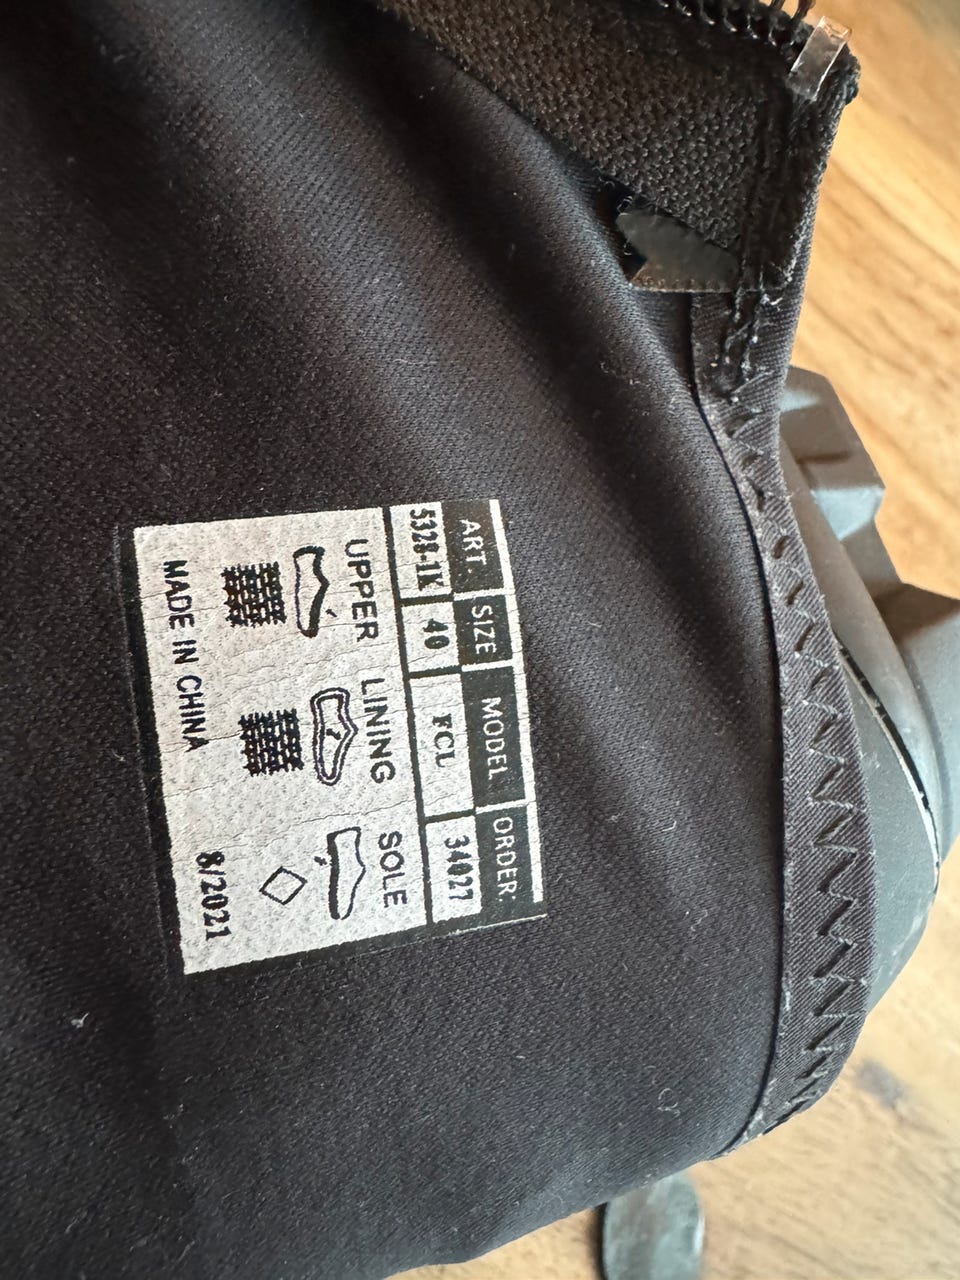 ART. SIZE MODEL ORDER:
5328-1K 40 FCL 34027
UPPER LINING SOLE
MADE IN CHINA 8/2021